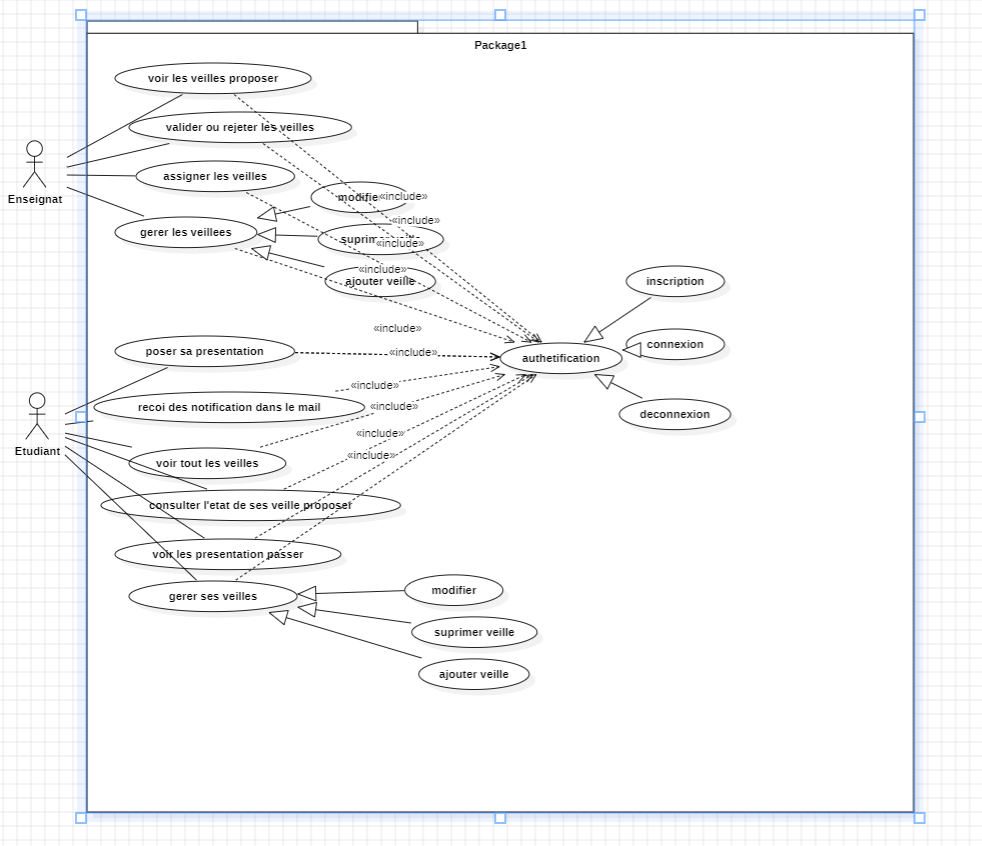 Package1
voir les veilles proposer
valider ou rejeter les veilles
Enseignat
assigner les veilles
modifie
«include»
«include»
gerer les veillees
suprim
«include»
«include»
ajouter veille
inscription
«include»
connexion
poser sa presentation
«include»
authetification
«include»
recoi des notification dans le mail
«include»
deconnexion
«include»
Etudiant
«include»
voir tout les veilles
consulter l'etat de ses veille proposer
voir les presentation passer
gerer ses veilles
modifier
suprimer veille
ajouter veille